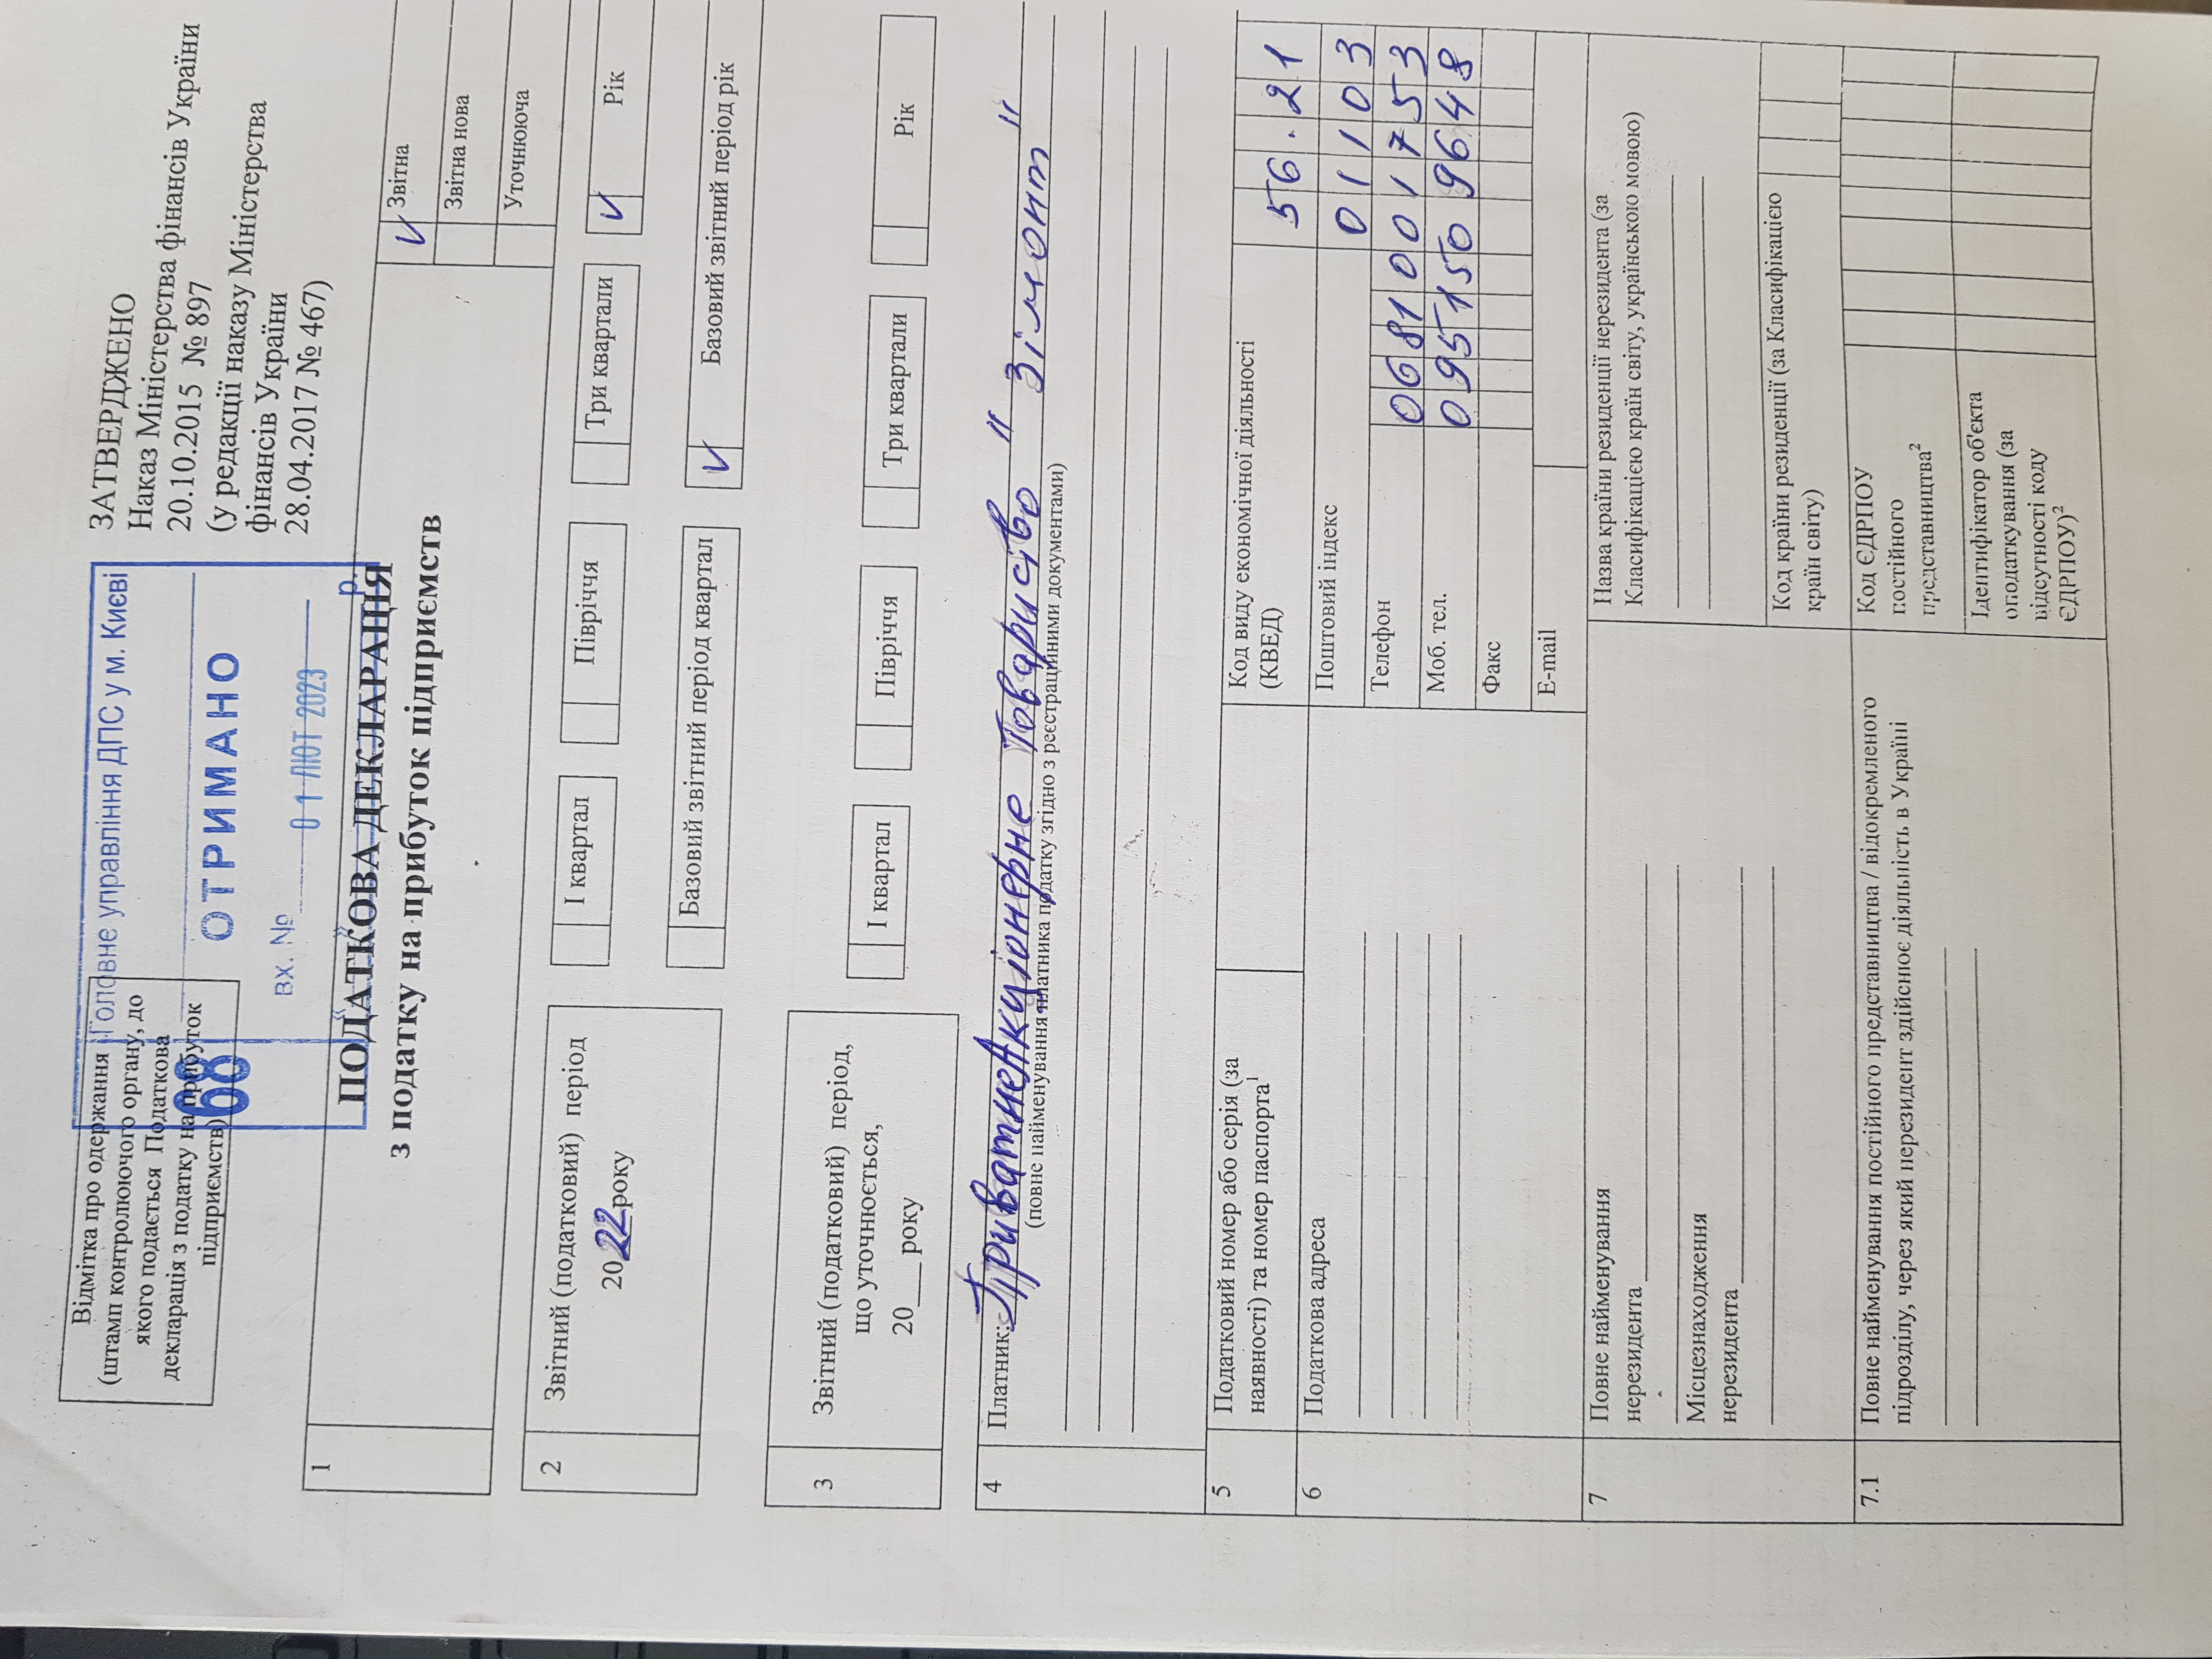 Відмітка про одержання
(штамп контролюючого органу, до
якого подається Податкова
декларація з податку на прибуток
підприємств)
Головне управління ДПС у м. Києві
68
ОТРИМАНО
ВХ. №
01 ЛЮТ 2023
р.
ЗАТВЕРДЖЕНО
Наказ Міністерства фінансів України
20.10.2015 № 897
(у редакції наказу Міністерства
фінансів України
28.04.2017 № 467)
1
ПОДАТКОВА ДЕКЛАРАЦІЯ
з податку на прибуток підприємств
V Звітна
Звітна нова
Уточнююча
2
Звітний (податковий) період
2022 року
І квартал
Півріччя
Три квартали
V Рік
Базовий звітний період квартал
V Базовий звітний період рік
3
Звітний (податковий) період,
що уточнюється,
20__ року
І квартал
Півріччя
Три квартали
Рік
4
Платник: Приватне Акціонерне Товариство " Зімонт "
(повне найменування платника податку згідно з реєстраційними документами)
5
Податковий номер або серія (за
наявності) та номер паспорта1
Код виду економічної діяльності
(КВЕД)
56.21
6
Податкова адреса
Поштовий індекс
01103
Телефон
0681001753
Моб. тел.
0951509648
Факс
E-mail
7
Повне найменування
нерезидента
Місцезнаходження
нерезидента
Назва країни резиденції нерезидента (за
Класифікацією країн світу, українською мовою)
Код країни резиденції (за Класифікацією
країн світу)
7.1
Повне найменування постійного представництва / відокремленого
підрозділу, через який нерезидент здійснює діяльність в Україні
Код ЄДРПОУ
постійного
представництва2
Ідентифікатор об'єкта
оподаткування (за
відсутності коду
ЄДРПОУ)2